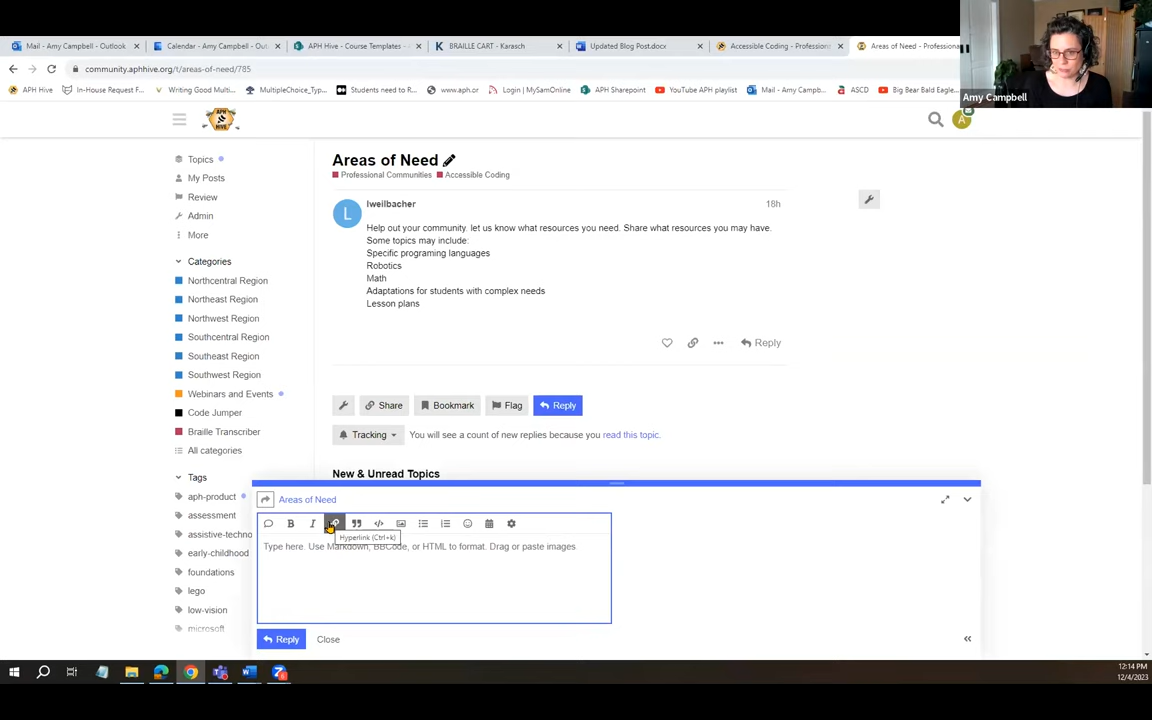 Mail - Amy Campbell - Outlook
Calendar - Amy Campbell - Out
APH Hive - Course Templates -
BRAILLE CART - Karasch
Updated Blog Post.docx
Accessible Coding - Profession
Areas of Need - Profession
community.aphhive.org/t/areas-of-need/785
APH Hive
In-House Request F...
Writing Good Multi...
MultipleChoice_Typ...
Students need to R...
www.aph.or
Login | MySamOnline
APH Sharepoint
YouTube APH playlist
Mail - Amy Campb...
ASCD
Big Bear Bald Eagle...
Amy Campbell
APH
HIVE
A
Topics
My Posts
Review
Admin
More
Categories
Northcentral Region
Northeast Region
Northwest Region
Southcentral Region
Southeast Region
Southwest Region
Webinars and Events
Code Jumper
Braille Transcriber
All categories
Tags
aph-product
assessment
assistive-techno
early-childhood
foundations
lego
low-vision
microsoft
Areas of Need
Professional Communities Accessible Coding
L
lweilbacher 18h
Help out your community. let us know what resources you need. Share what resources you may have.
Some topics may include:
Specific programing languages
Robotics
Math
Adaptations for students with complex needs
Lesson plans
Reply
Share Bookmark Flag Reply
Tracking You will see a count of new replies because you read this topic.
New & Unread Topics
Areas of Need
B I
Hyperlink (Ctrl+k)
Type here. Use Markdown, BBCode, or HTML to format. Drag or paste images.
Reply Close
12:14 PM
12/4/2023